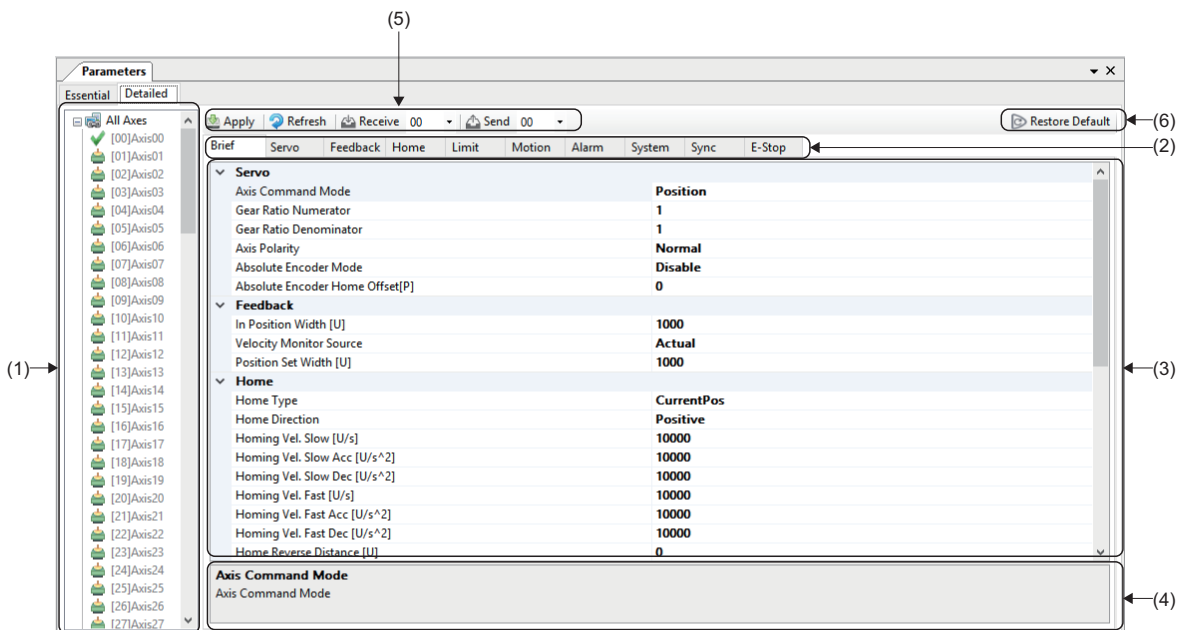 (5)
Parameters
Essential Detailed
All Axes
[00]Axis00
[01]Axis01
[02]Axis02
[03]Axis03
[04]Axis04
[05]Axis05
[06]Axis06
[07]Axis07
[08]Axis08
[09]Axis09
[10]Axis10
[11]Axis11
[12]Axis12
[13]Axis13
[14]Axis14
[15]Axis15
[16]Axis16
[17]Axis17
[18]Axis18
[19]Axis19
[20]Axis20
[21]Axis21
[22]Axis22
[23]Axis23
[24]Axis24
[25]Axis25
[26]Axis26
[27]Axis27
(1)
Apply Refresh Receive 00 Send 00 Restore Default
(6)
Brief Servo Feedback Home Limit Motion Alarm System Sync E-Stop
(2)
Servo
Axis Command Mode Position
Gear Ratio Numerator 1
Gear Ratio Denominator 1
Axis Polarity Normal
Absolute Encoder Mode Disable
Absolute Encoder Home Offset[P] 0
Feedback
In Position Width [U] 1000
Velocity Monitor Source Actual
Position Set Width [U] 1000
(3)
Home
Home Type CurrentPos
Home Direction Positive
Homing Vel. Slow [U/s] 10000
Homing Vel. Slow Acc [U/s^2] 10000
Homing Vel. Slow Dec [U/s^2] 10000
Homing Vel. Fast [U/s] 10000
Homing Vel. Fast Acc [U/s^2] 10000
Homing Vel. Fast Dec [U/s^2] 10000
Home Reverse Distance [U] 0
Axis Command Mode
Axis Command Mode
(4)